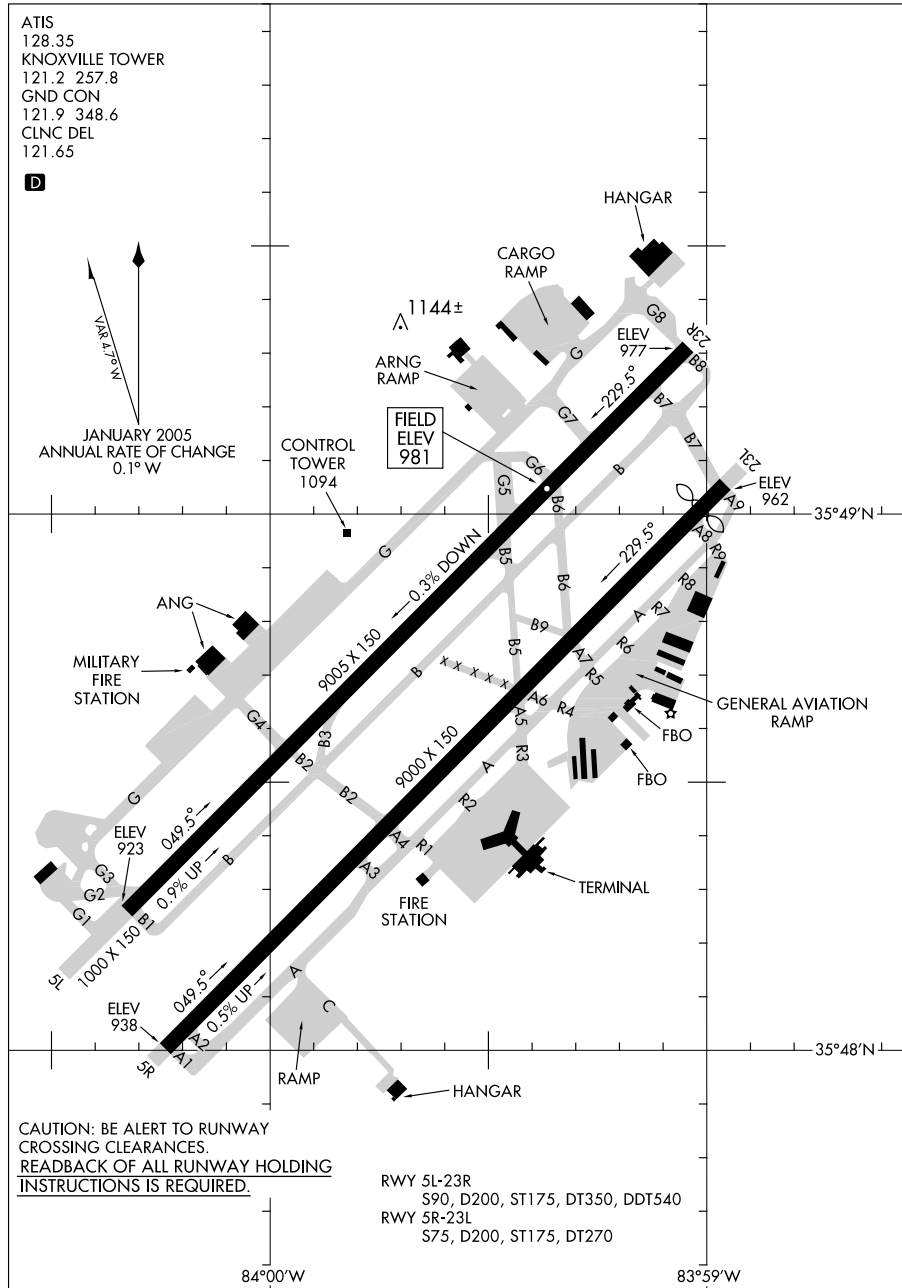 ATIS
128.35
KNOXVILLE TOWER
121.2 257.8
GND CON
121.9 348.6
CLNC DEL
121.65
D
VAR 4.7° W
JANUARY 2005
ANNUAL RATE OF CHANGE
0.1° W
HANGAR
CARGO
RAMP
1144 ±
G8
ELEV
977
23R
G
B8
ARNG
RAMP
229.5°
B7
G7
FIELD
ELEV
981
CONTROL
TOWER
1094
B7
23L
G6
B
G5
B6
ELEV
962
A9
35°49'N
A8
R9
G
0.3% DOWN
B5
229.5°
B6
R8
R7
A
ANG
B9
R6
MILITARY
FIRE
STATION
9005 X 150
B5
A7
R5
B
X X X X X
A6
R4
GENERAL AVIATION
RAMP
A5
FBO
G4
B3
R3
FBO
9000 X 150
B2
A
B2
R2
G
049.5°
A4
R1
ELEV
923
A3
G3
G2
0.9% UP
B
TERMINAL
G1
B1
FIRE
STATION
1000 X 150
5L
049.5°
A
0.5% UP
C
ELEV
938
A2
A1
5R
35°48'N
RAMP
HANGAR
CAUTION: BE ALERT TO RUNWAY
CROSSING CLEARANCES.
READBACK OF ALL RUNWAY HOLDING
INSTRUCTIONS IS REQUIRED.
RWY 5L-23R
S90, D200, ST175, DT350, DDT540
RWY 5R-23L
S75, D200, ST175, DT270
84°00'W
83°59'W